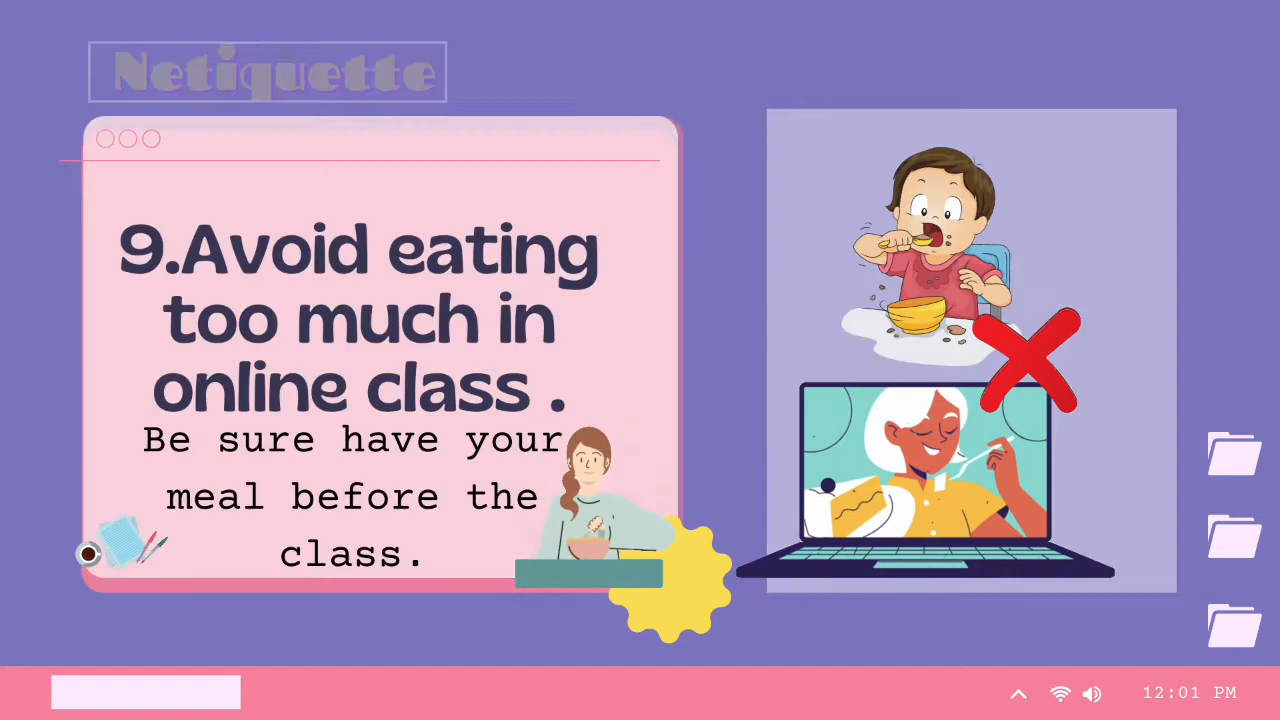 Netiquette
9.Avoid eating
too much in
online class .
Be sure have your
meal before the
class.
12:01 PM